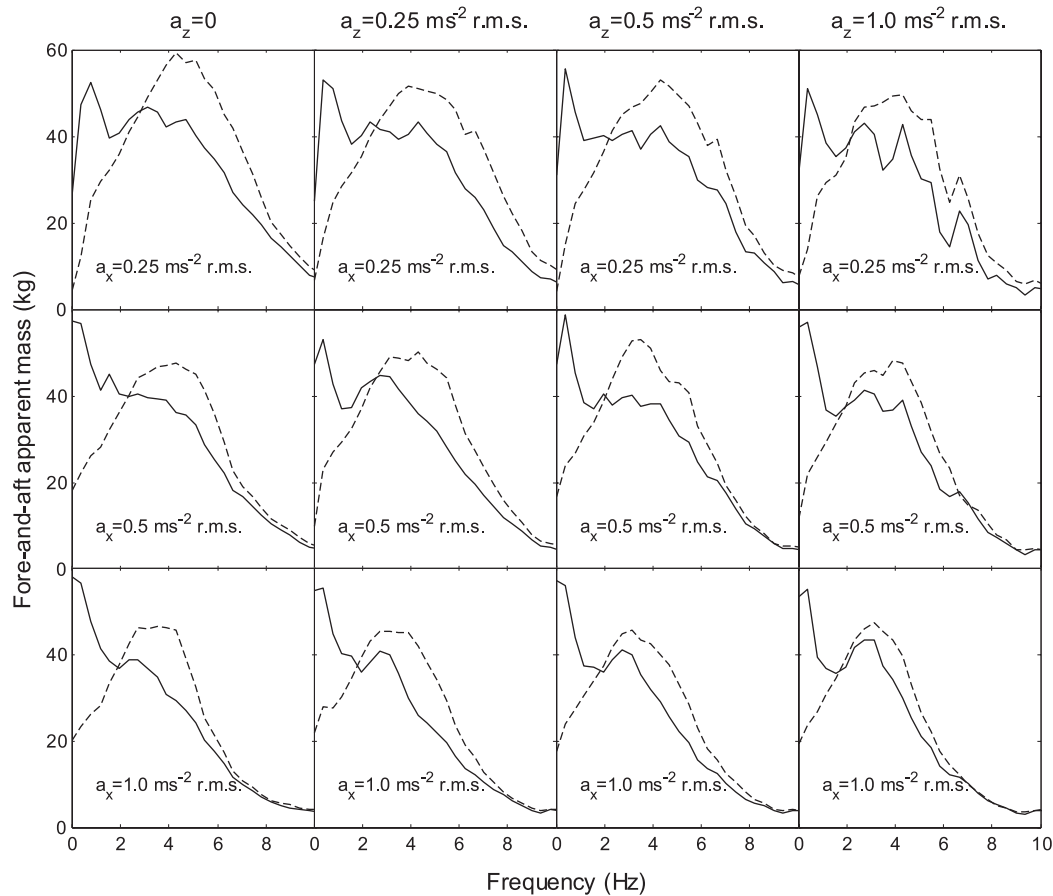 a_z=0 a_z=0.25 ms⁻² r.m.s. a_z=0.5 ms⁻² r.m.s. a_z=1.0 ms⁻² r.m.s.
Fore-and-aft apparent mass (kg)
60
40
20
0
a_x=0.25 ms⁻² r.m.s. a_x=0.25 ms⁻² r.m.s. a_x=0.25 ms⁻² r.m.s. a_x=0.25 ms⁻² r.m.s.
40
20
0
a_x=0.5 ms⁻² r.m.s. a_x=0.5 ms⁻² r.m.s. a_x=0.5 ms⁻² r.m.s. a_x=0.5 ms⁻² r.m.s.
40
20
0
a_x=1.0 ms⁻² r.m.s. a_x=1.0 ms⁻² r.m.s. a_x=1.0 ms⁻² r.m.s. a_x=1.0 ms⁻² r.m.s.
0 2 4 6 8 0 2 4 6 8 0 2 4 6 8 0 2 4 6 8 10
Frequency (Hz)